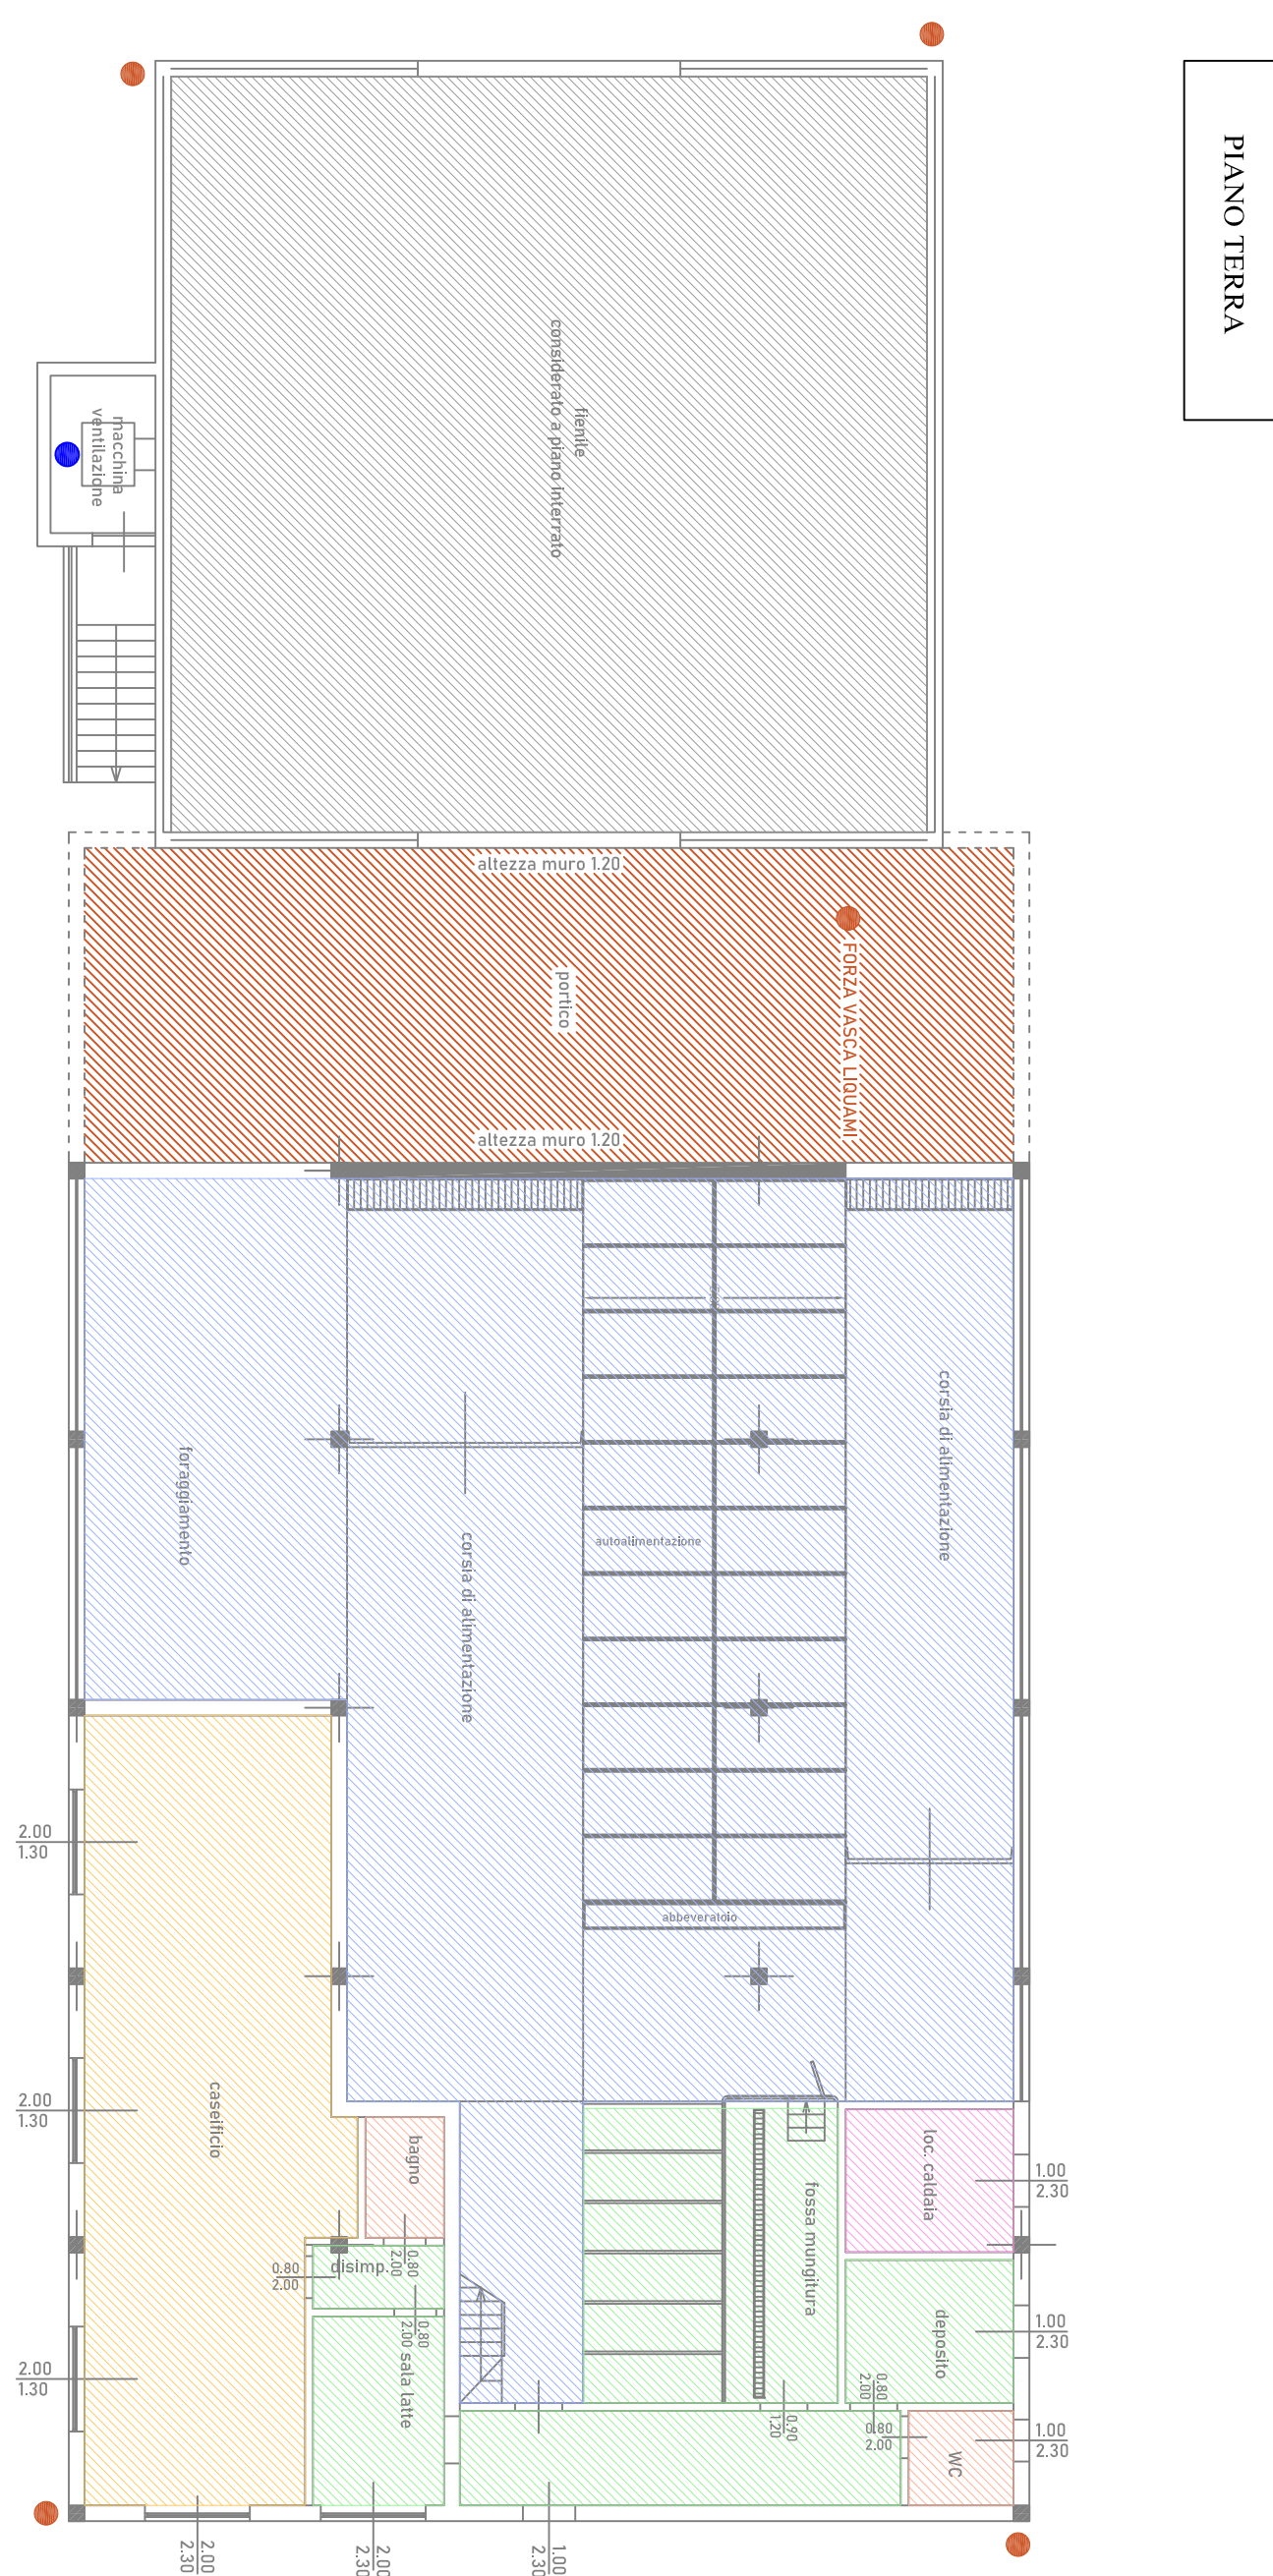 PIANO TERRA
fienile
considerato a piano interrato
macchina
ventilazione
altezza muro 1.20
FORZA VASCA LIQUAMI
portico
altezza muro 1.20
corsia di alimentazione
foraggiamento
autoalimentazione
corsia di alimentazione
2.00
1.30
abbeveratoio
caseificio
2.00
1.30
bagno
loc. caldaia
1.00
2.30
fossa mungitura
disimp.
0.80
2.00
0.80
2.00
0.80
2.00
sala latte
deposito
1.00
2.30
2.00
1.30
0.80
2.00
0.90
1.20
0.80
2.00
WC
1.00
2.30
2.00
2.30
2.00
2.30
1.00
2.30